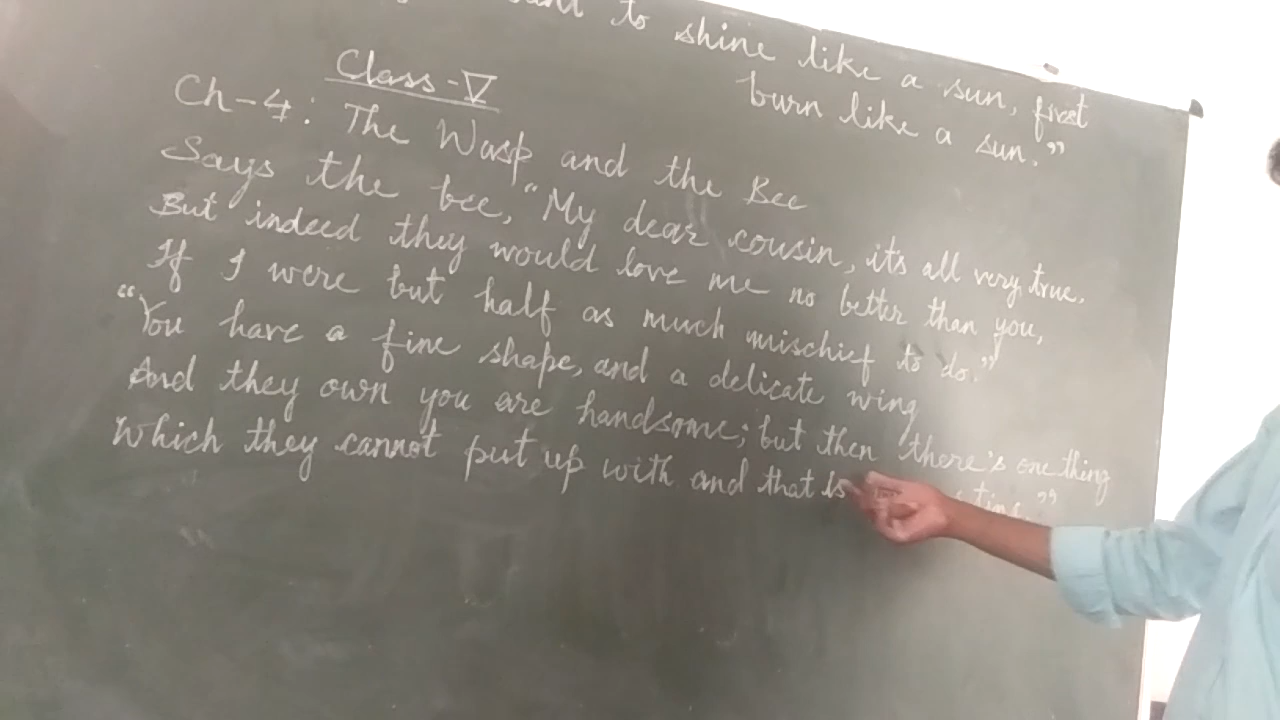 to shine like a sun, first
burn like a sun."
Class-V
Ch-4: The Wasp and the Bee
Says the bee, "My dear cousin, its all very true,
But indeed they would love me no better than you,
If I were but half as much mischief to do."
"You have a fine shape, and a delicate wing
And they own you are handsome; but then there's one thing
Which they cannot put up with and that is